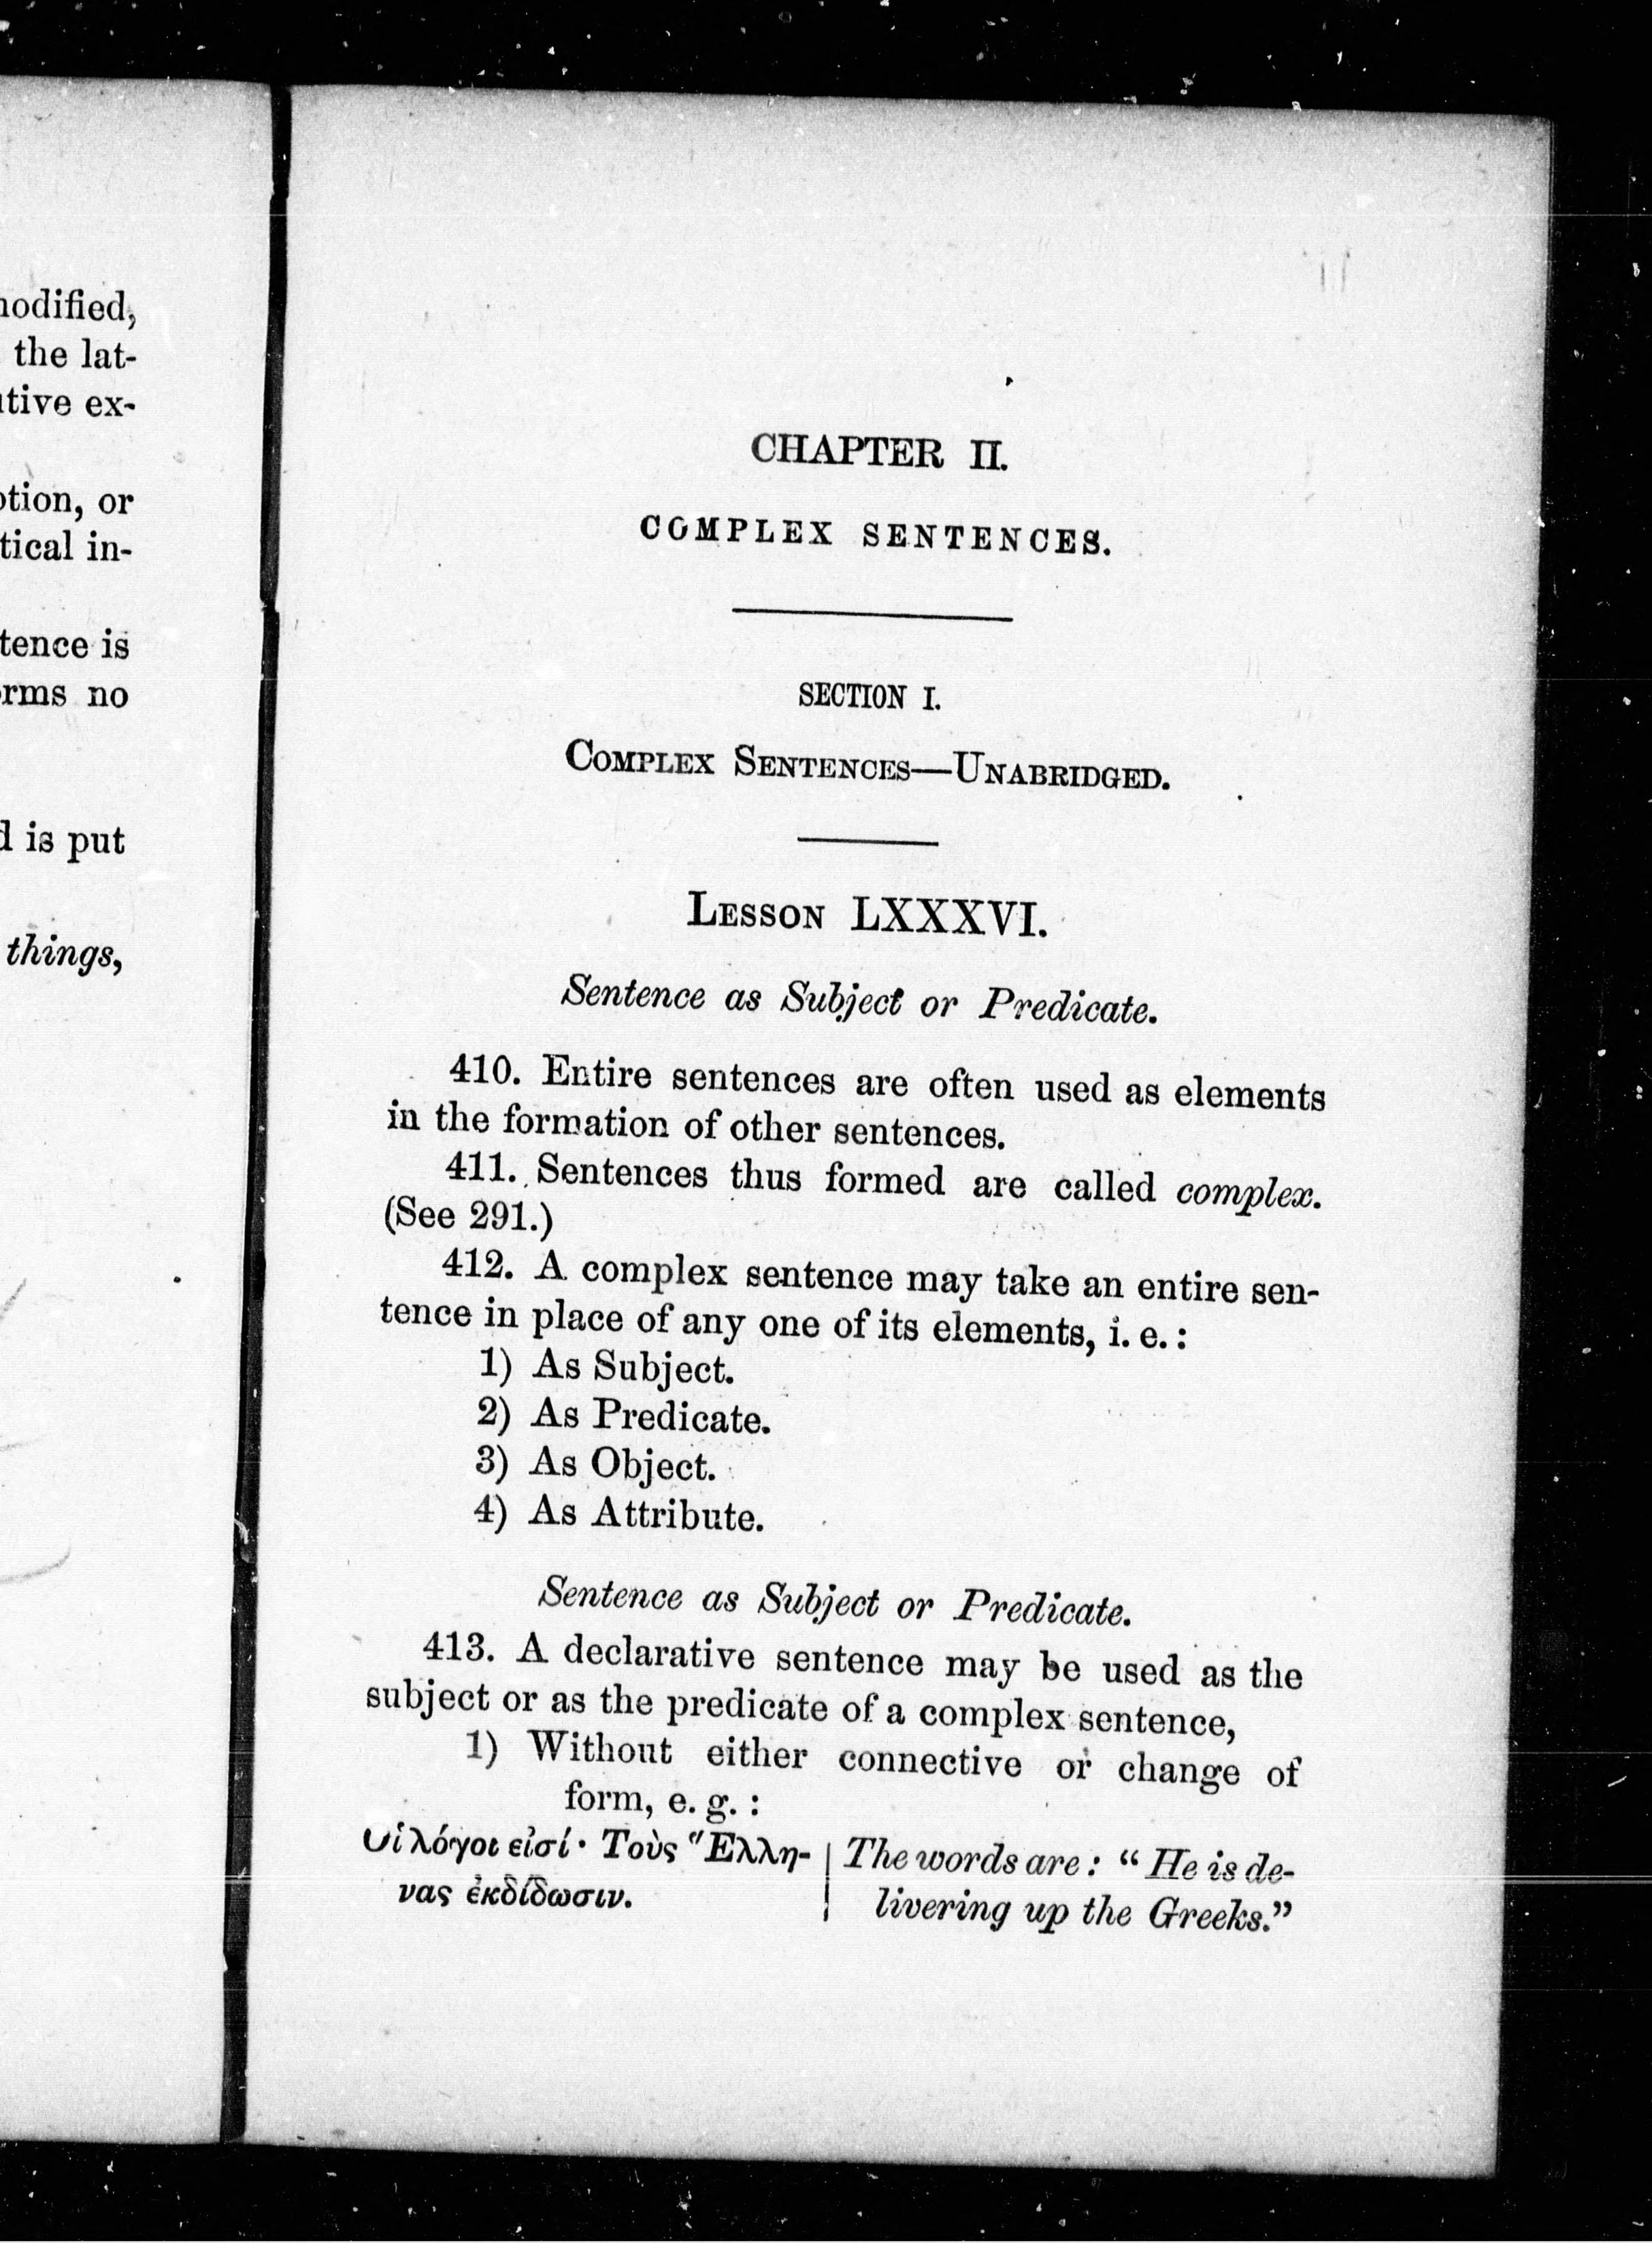 modified,
the lat-
ex-
or
in-
is
no
is put
things,
CHAPTER II.
COMPLEX SENTENCES.
SECTION I.
COMPLEX SENTENCES—UNABRIDGED.
LESSON LXXXVI.
Sentence as Subject or Predicate.
410. Entire sentences are often used as elements
in the formation of other sentences.
411. Sentences thus formed are called complex.
(See 291.)
412. A complex sentence may take an entire sen-
tence in place of any one of its elements, i. e.:
1) As Subject.
2) As Predicate.
3) As Object.
4) As Attribute.
Sentence as Subject or Predicate.
413. A declarative sentence may be used as the
subject or as the predicate of a complex sentence,
1) Without either connective or change of
form, e. g. :
Οἱ λόγοι εἰσί· Τοὺς Ἕλλη-
νας ἐκδίδωσιν.
The words are: “He is de-
livering up the Greeks.”